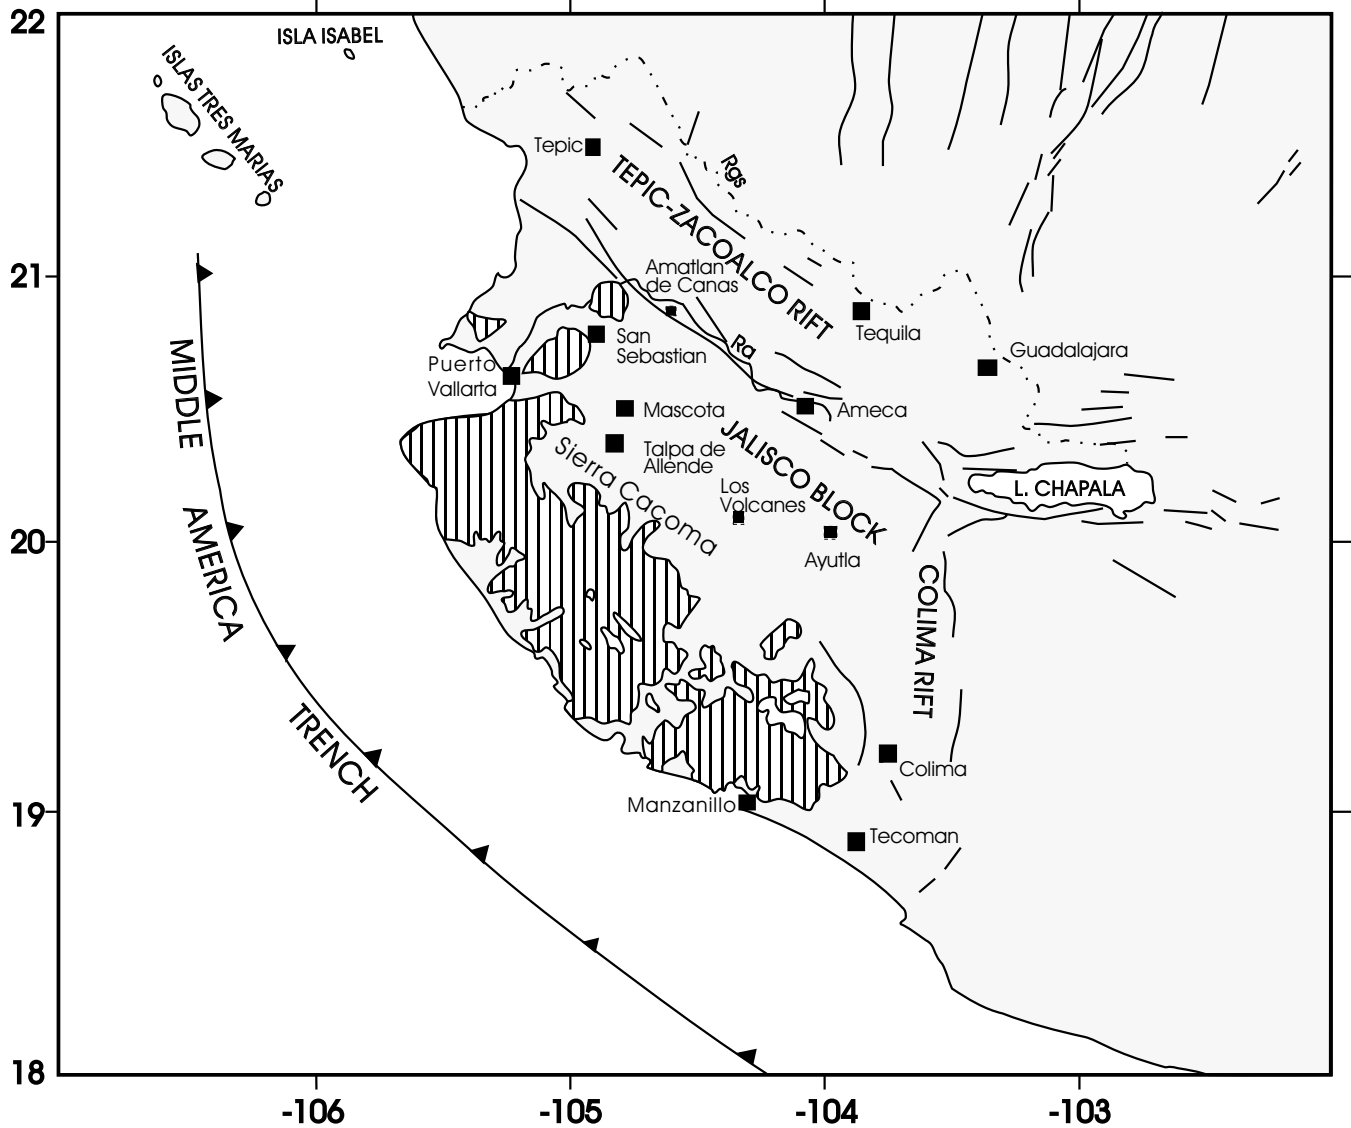 22
ISLA ISABEL
ISLAS TRES MARIAS
Tepic
Rgs
TEPIC-ZACOALCO RIFT
21
Amatlan
de Canas
Tequila
San
Sebastian
Ra
Guadalajara
Puerto
Vallarta
MIDDLE
Mascota
Ameca
Talpa de
Allende
JALISCO BLOCK
Sierra Cacoma
Los
Volcanes
L. CHAPALA
20
AMERICA
Ayutla
COLIMA RIFT
TRENCH
Colima
19
Manzanillo
Tecoman
18
-106
-105
-104
-103